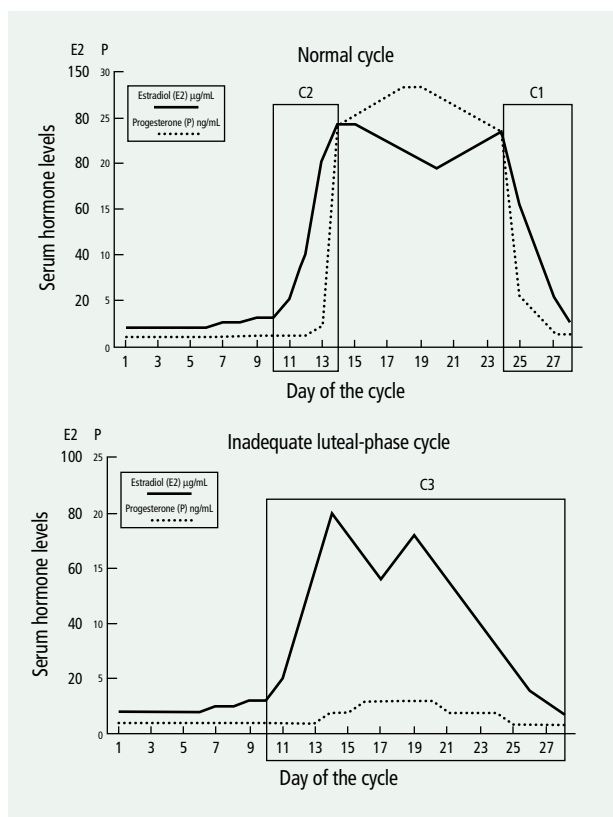 Normal cycle
E2 P
150 30
80 25
80 20
60 15
40 10
20 5
0
Estradiol (E2) µg/mL
Progesterone (P) ng/mL
C2
C1
Serum hormone levels
1 3 5 7 9 11 13 15 17 19 21 23 25 27
Day of the cycle
Inadequate luteal-phase cycle
E2 P
100 25
80 20
60 15
40 10
20 5
0
Estradiol (E2) µg/mL
Progesterone (P) ng/mL
C3
Serum hormone levels
1 3 5 7 9 11 13 15 17 19 21 23 25 27
Day of the cycle